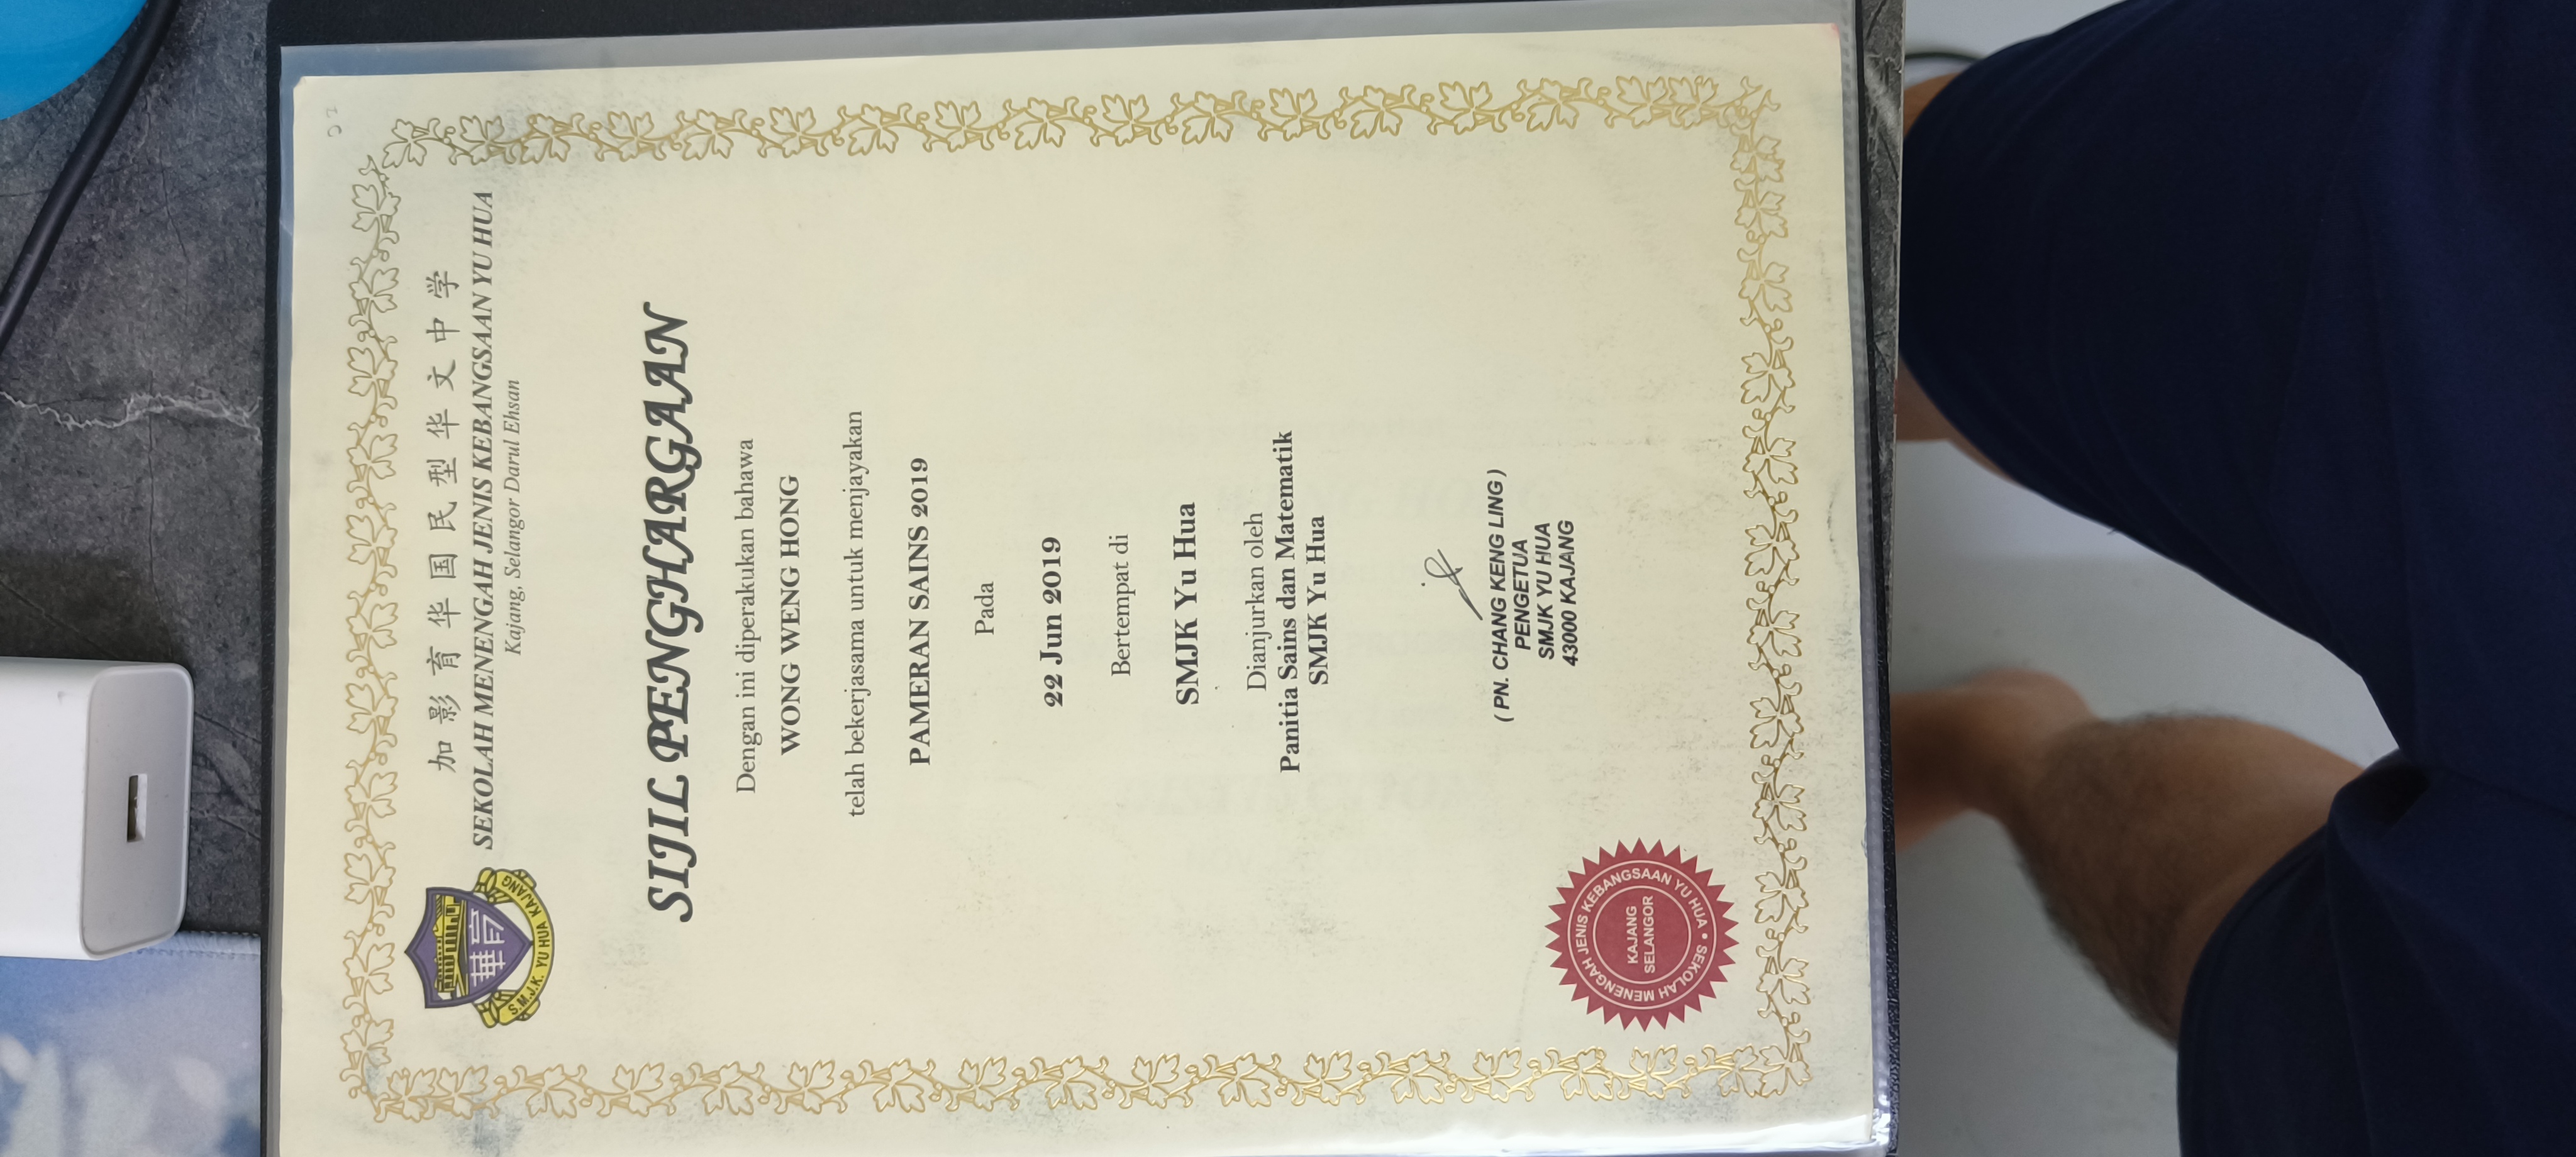 加影育华国民型华文中学
SEKOLAH MENENGAH JENIS KEBANGSAAN YU HUA
Kajang, Selangor Darul Ehsan
華育
S.M.J.K. YU HUA KAJANG
SIJIL PENGHARGAAN
Dengan ini diperakukan bahawa
WONG WENG HONG
telah bekerjasama untuk menjayakan
PAMERAN SAINS 2019
Pada
22 Jun 2019
Bertempat di
SMJK Yu Hua
Dianjurkan oleh
Panitia Sains dan Matematik
SMJK Yu Hua
( PN. CHANG KENG LING )
PENGETUA
SMJK YU HUA
43000 KAJANG
SEKOLAH MENENGAH JENIS KEBANGSAAN YU HUA •
KAJANG
SELANGOR